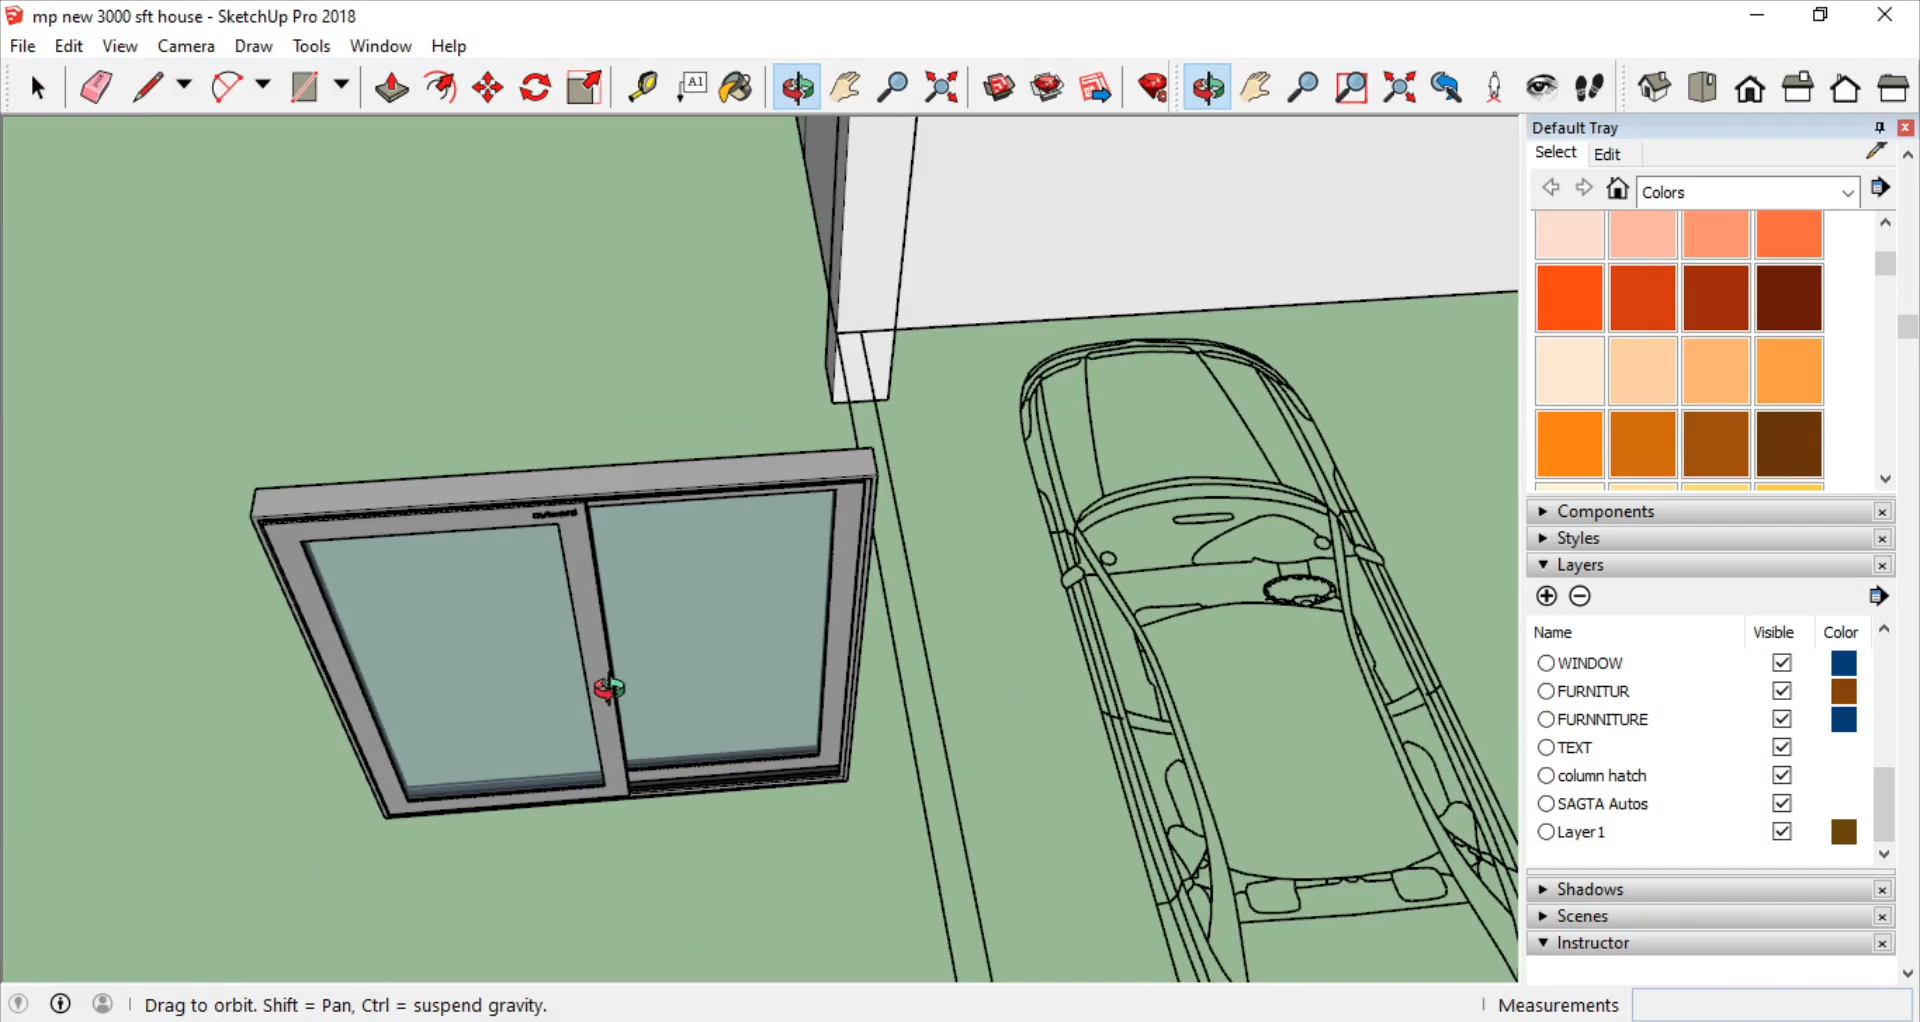 mp new 3000 sft house - SketchUp Pro 2018
File Edit View Camera Draw Tools Window Help
A1
Default Tray
Select Edit
Colors
Components
Styles
Layers
Name Visible Color
WINDOW
FURNITUR
FURNNITURE
TEXT
column hatch
SAGTA Autos
Layer1
Shadows
Scenes
Instructor
Drag to orbit. Shift = Pan, Ctrl = suspend gravity.
Measurements